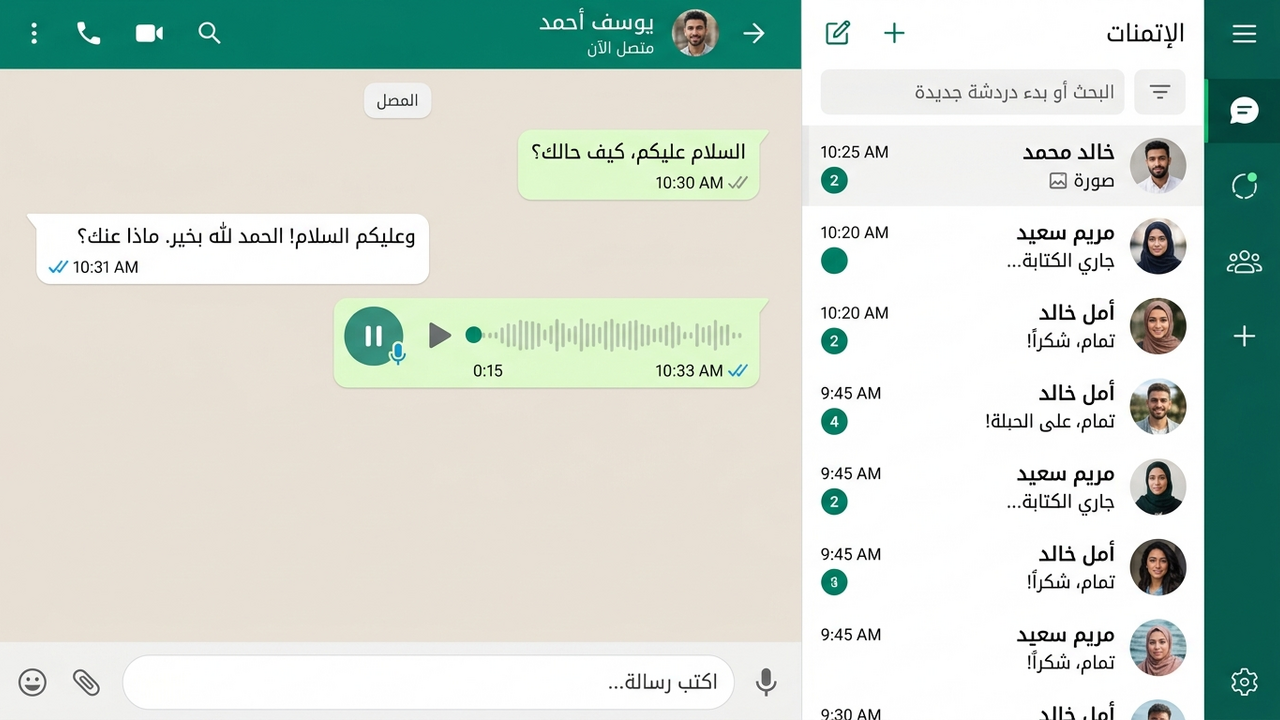 الإتمنات
البحث أو بدء دردشة جديدة
خالد محمد
10:25 AM
صورة
2
مريم سعيد
10:20 AM
جاري الكتابة...
أمل خالد
10:20 AM
تمام، شكراً!
2
أمل خالد
9:45 AM
تمام، على الحبلة!
4
مريم سعيد
9:45 AM
جاري الكتابة...
2
أمل خالد
9:45 AM
تمام، شكراً!
3
مريم سعيد
9:45 AM
تمام، شكراً!
أمل خالد
9:30 AM
يوسف أحمد
متصل الآن
المصل
السلام عليكم، كيف حالك؟
10:30 AM
وعليكم السلام! الحمد لله بخير. ماذا عنك؟
10:31 AM
0:15
10:33 AM
اكتب رسالة...